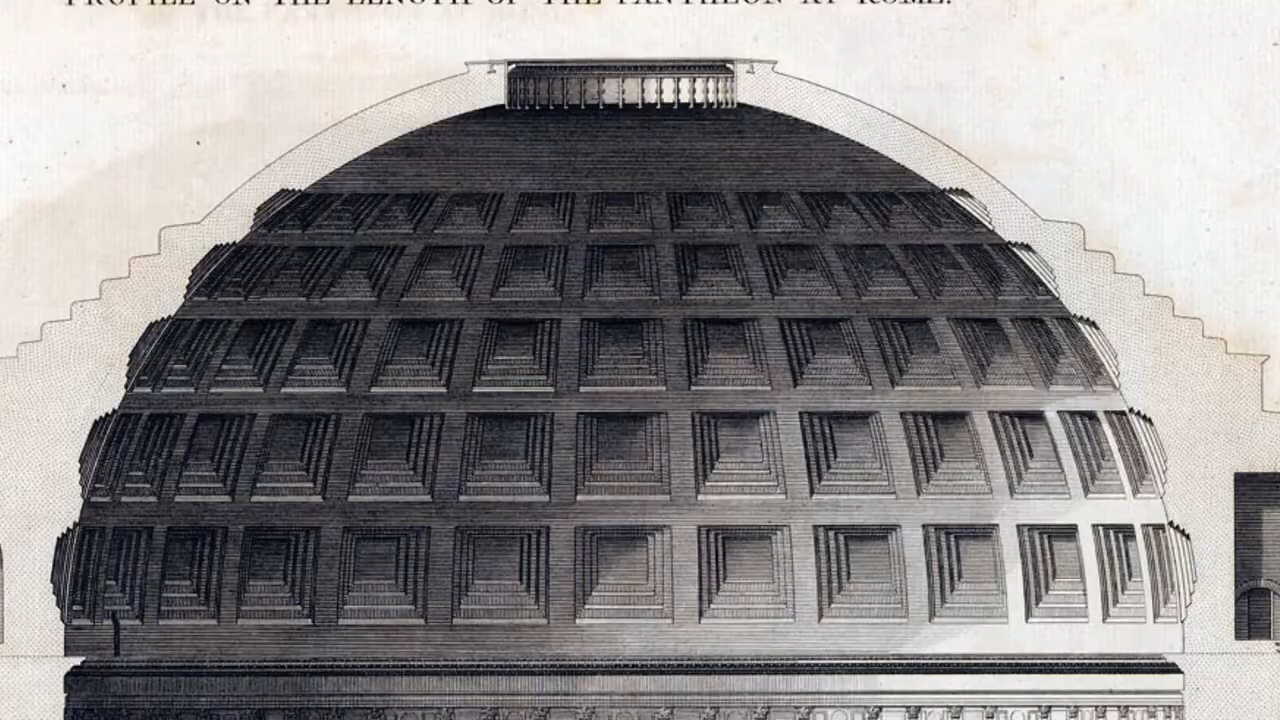 PROFILE ON THE LENGTH OF THE PANTHEON AT ROME.